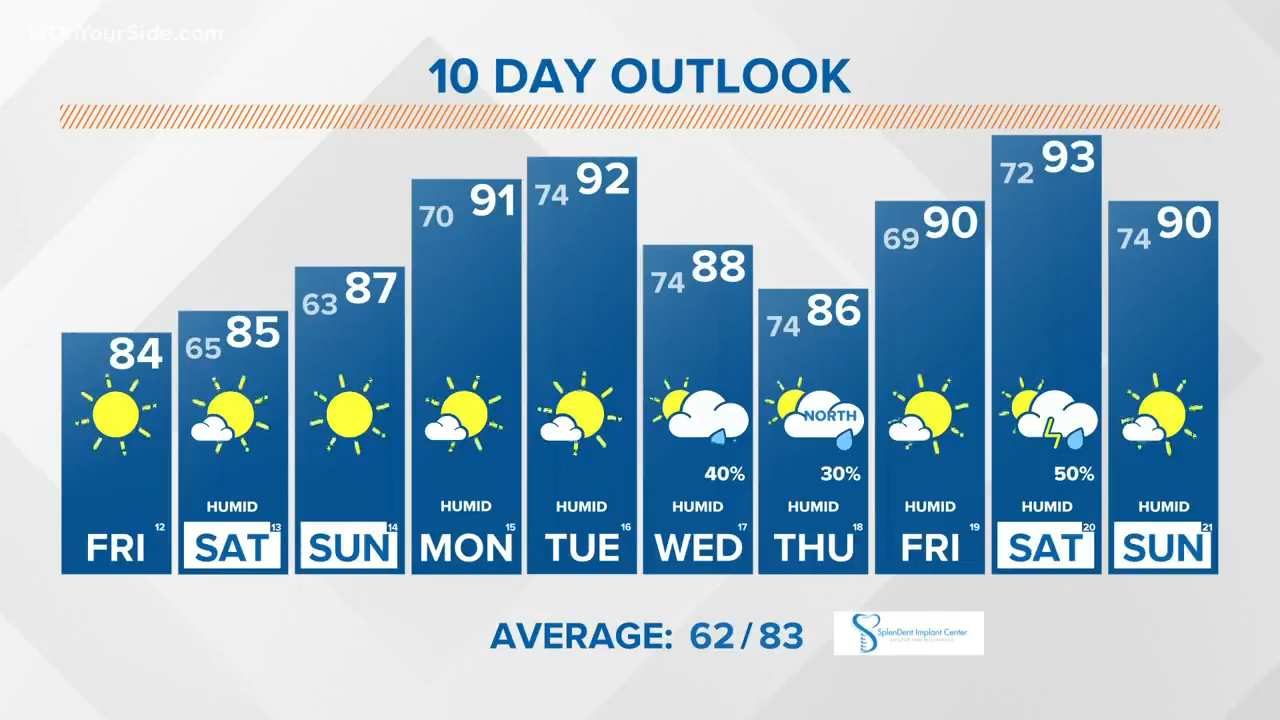 13OnYourSide.com
10 DAY OUTLOOK
84
65 85
63 87
70 91
74 92
74 88
74 86
69 90
72 93
74 90
NORTH
40% 30% 50%
HUMID HUMID HUMID HUMID HUMID HUMID HUMID
12 13 14 15 16 17 18 19 20 21
FRI SAT SUN MON TUE WED THU FRI SAT SUN
AVERAGE: 62/83
SplenDent Implant Center